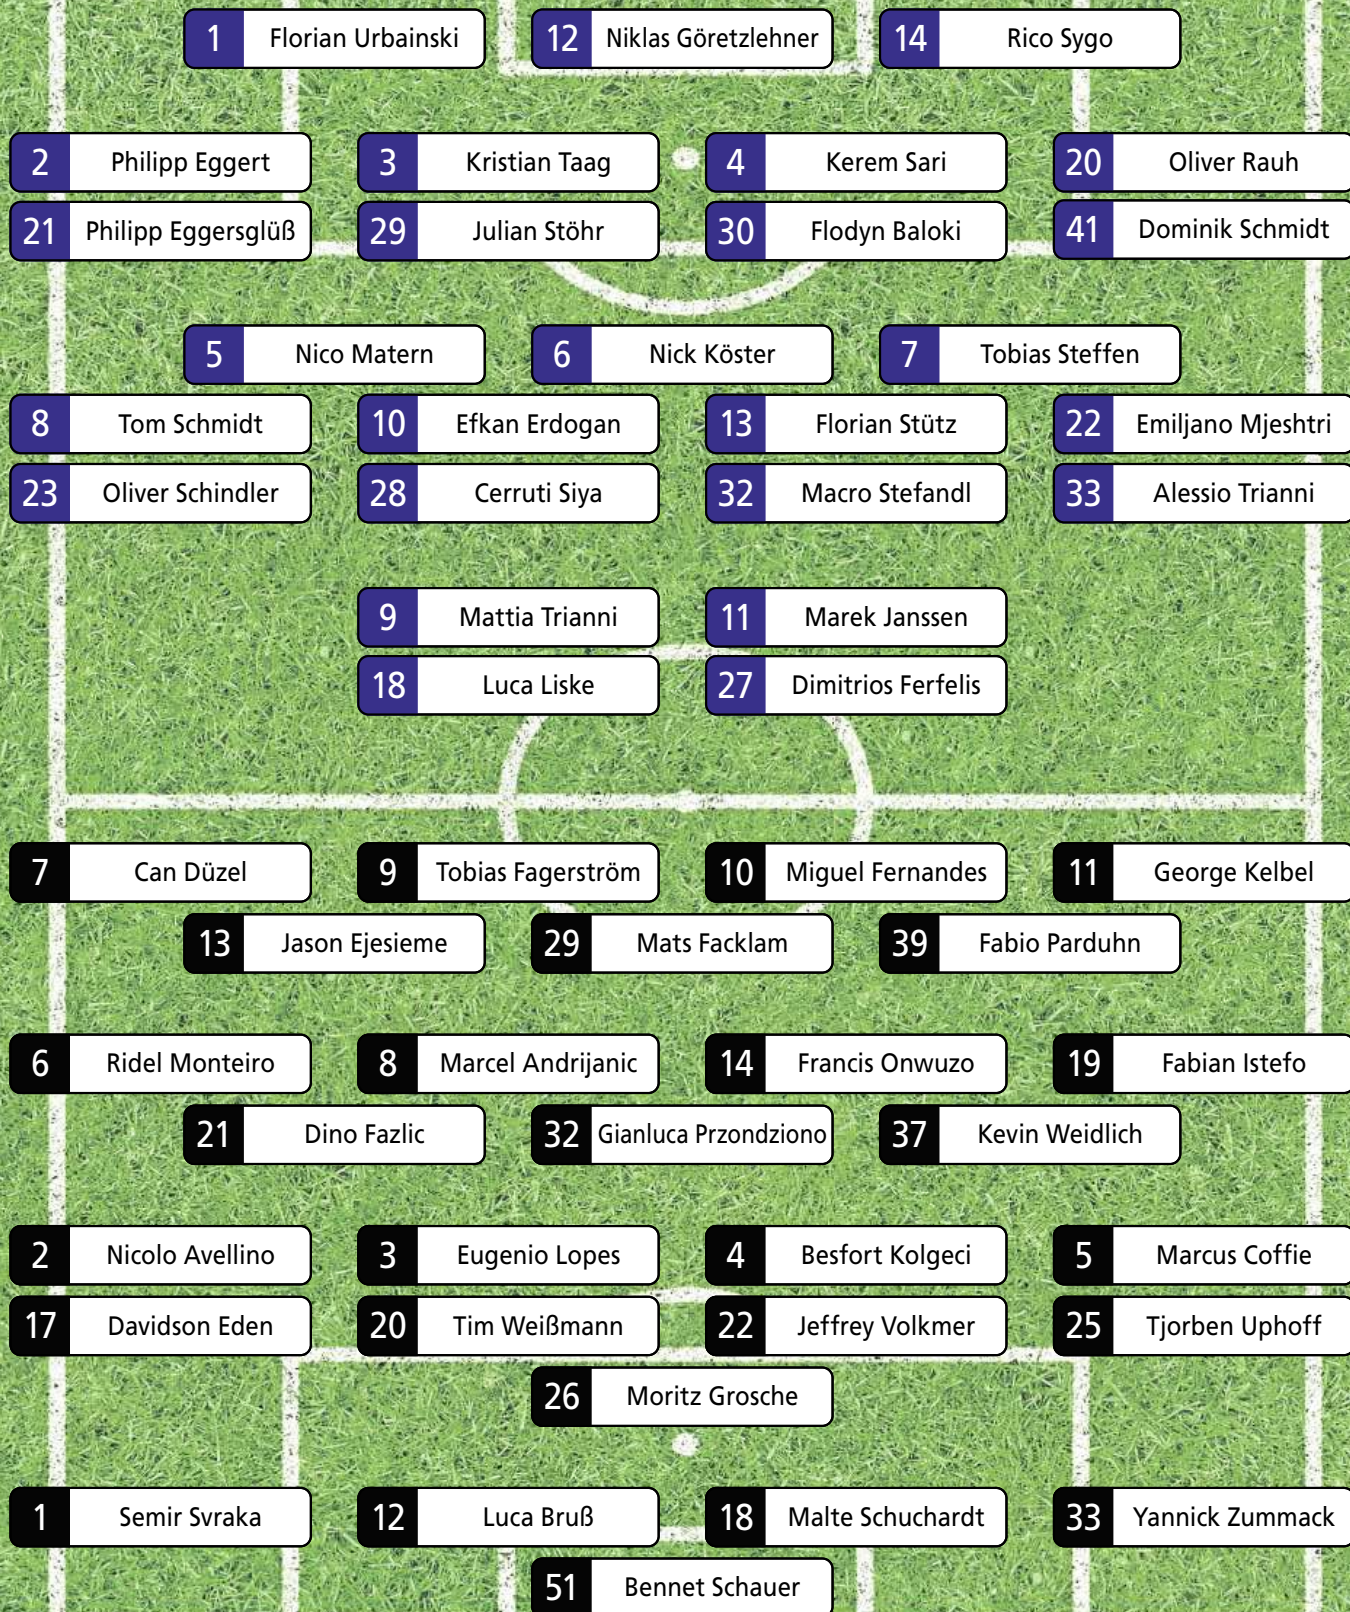 1 Florian Urbainski 12 Niklas Göretzlehner 14 Rico Sygo
2 Philipp Eggert 3 Kristian Taag 4 Kerem Sari 20 Oliver Rauh
21 Philipp Eggersglüß 29 Julian Stöhr 30 Flodyn Baloki 41 Dominik Schmidt
5 Nico Matern 6 Nick Köster 7 Tobias Steffen
8 Tom Schmidt 10 Efkan Erdogan 13 Florian Stütz 22 Emiljano Mjeshtri
23 Oliver Schindler 28 Cerruti Siya 32 Macro Stefandl 33 Alessio Trianni
9 Mattia Trianni 11 Marek Janssen
18 Luca Liske 27 Dimitrios Ferfelis
7 Can Düzel 9 Tobias Fagerström 10 Miguel Fernandes 11 George Kelbel
13 Jason Ejesieme 29 Mats Facklam 39 Fabio Parduhn
6 Ridel Monteiro 8 Marcel Andrijanic 14 Francis Onwuzo 19 Fabian Istefo
21 Dino Fazlic 32 Gianluca Przondziono 37 Kevin Weidlich
2 Nicolo Avellino 3 Eugenio Lopes 4 Besfort Kolgeci 5 Marcus Coffie
17 Davidson Eden 20 Tim Weißmann 22 Jeffrey Volkmer 25 Tjorben Uphoff
26 Moritz Grosche
1 Semir Svraka 12 Luca Bruß 18 Malte Schuchardt 33 Yannick Zummack
51 Bennet Schauer